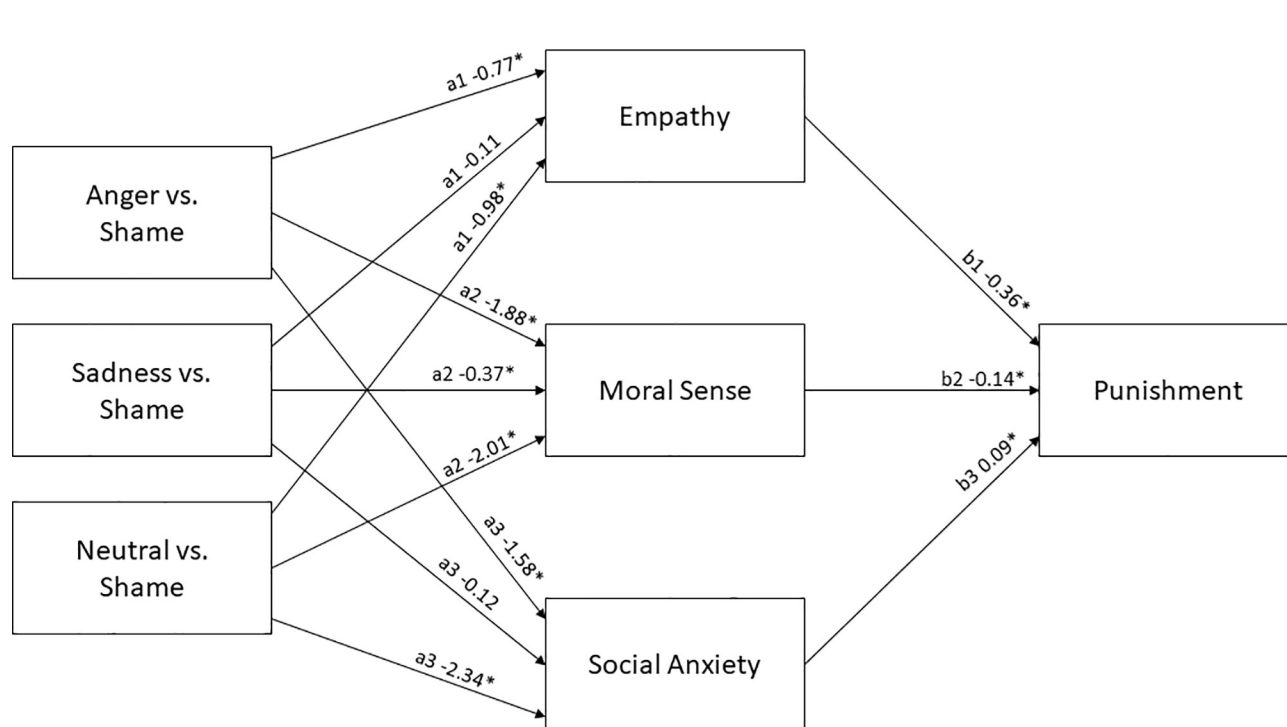 a1 -0.77*
Empathy
a1 -0.11
a1 -0.98*
Anger vs.
Shame
b1 -0.36*
a2 -1.88*
Sadness vs.
Shame
a2 -0.37*
Moral Sense
b2 -0.14*
Punishment
a2 -2.01*
b3 0.09*
Neutral vs.
Shame
a3 -1.58*
a3 -0.12
Social Anxiety
a3 -2.34*